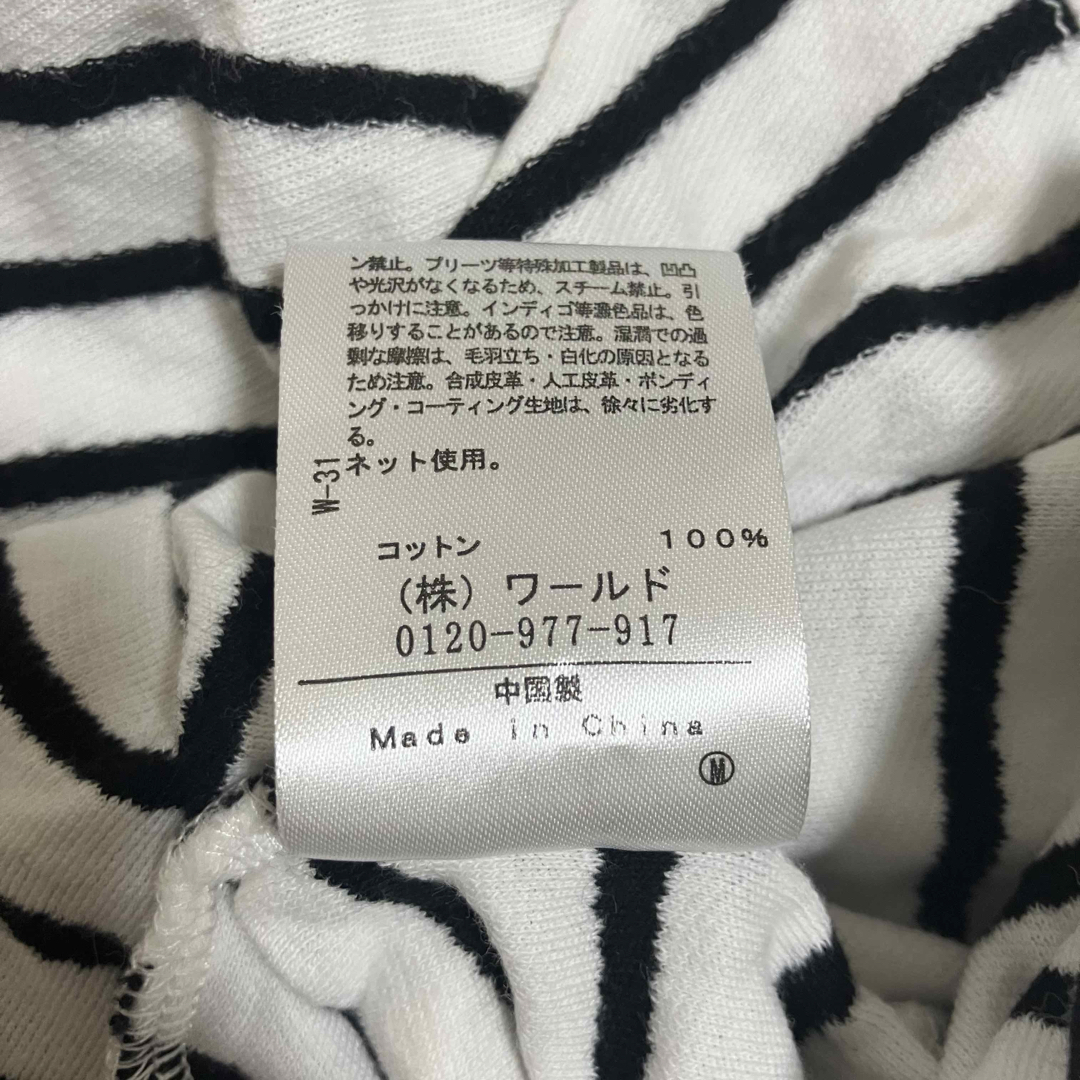 ン禁止。プリーツ等特殊加工製品は、凹凸
や光沢がなくなるため、スチーム禁止。引
っかけに注意。インディゴ等濃色品は、色
移りすることがあるので注意。湿潤での過
剰な摩擦は、毛羽立ち・白化の原因となる
ため注意。合成皮革・人工皮革・ボンディ
ング・コーティング生地は、徐々に劣化す
る。
ネット使用。
W-31
コットン 100%
(株) ワールド
0120-977-917
中国製
Made in China
M